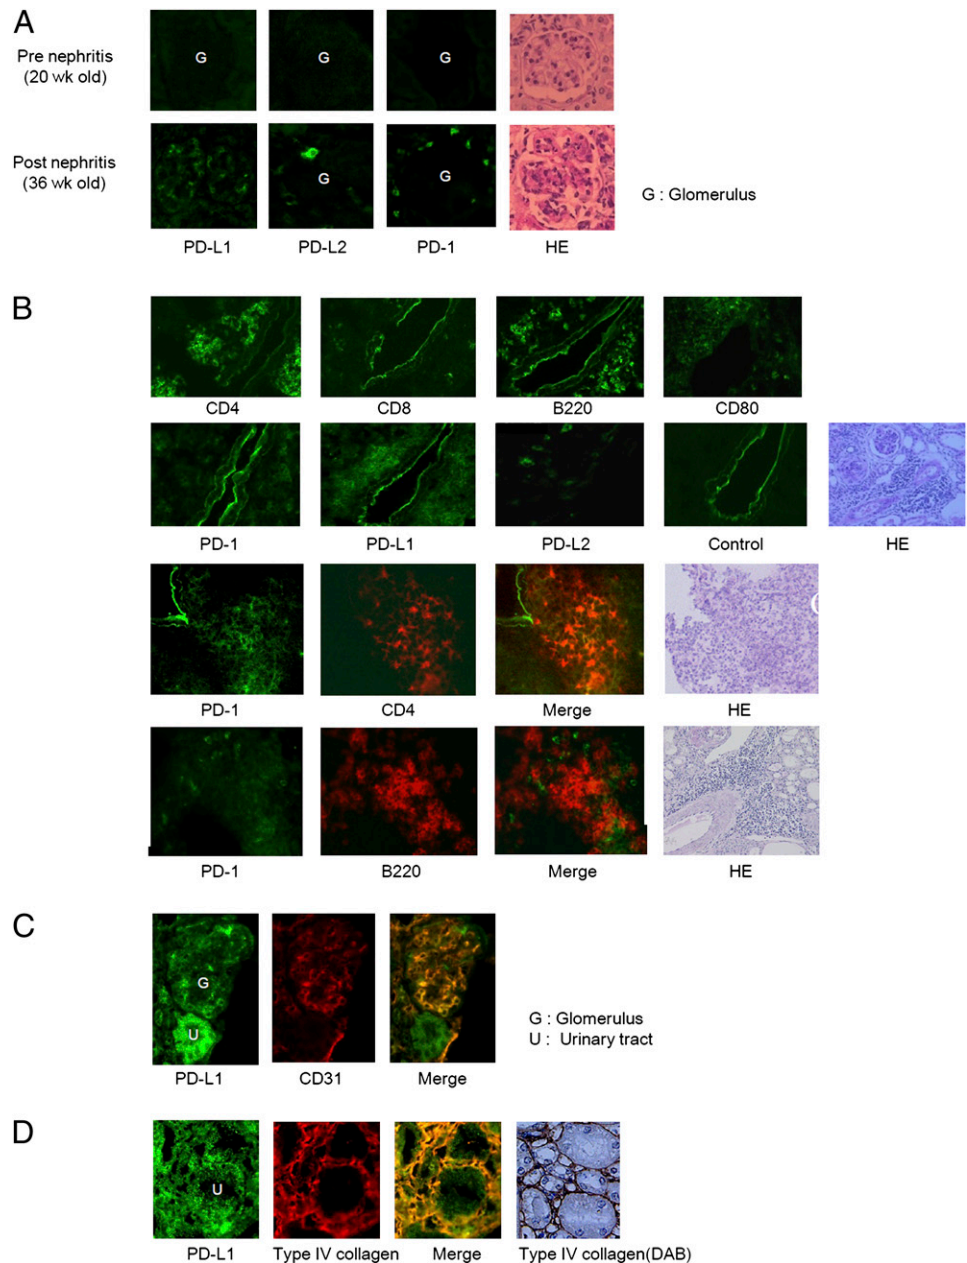 A
Pre nephritis
(20 wk old)
G
G
G
Post nephritis
(36 wk old)
G
G
G : Glomerulus
PD-L1
PD-L2
PD-1
HE
B
CD4
CD8
B220
CD80
PD-1
PD-L1
PD-L2
Control
HE
PD-1
CD4
Merge
HE
PD-1
B220
Merge
HE
C
G
U
G : Glomerulus
U : Urinary tract
PD-L1
CD31
Merge
D
U
PD-L1
Type IV collagen
Merge
Type IV collagen(DAB)